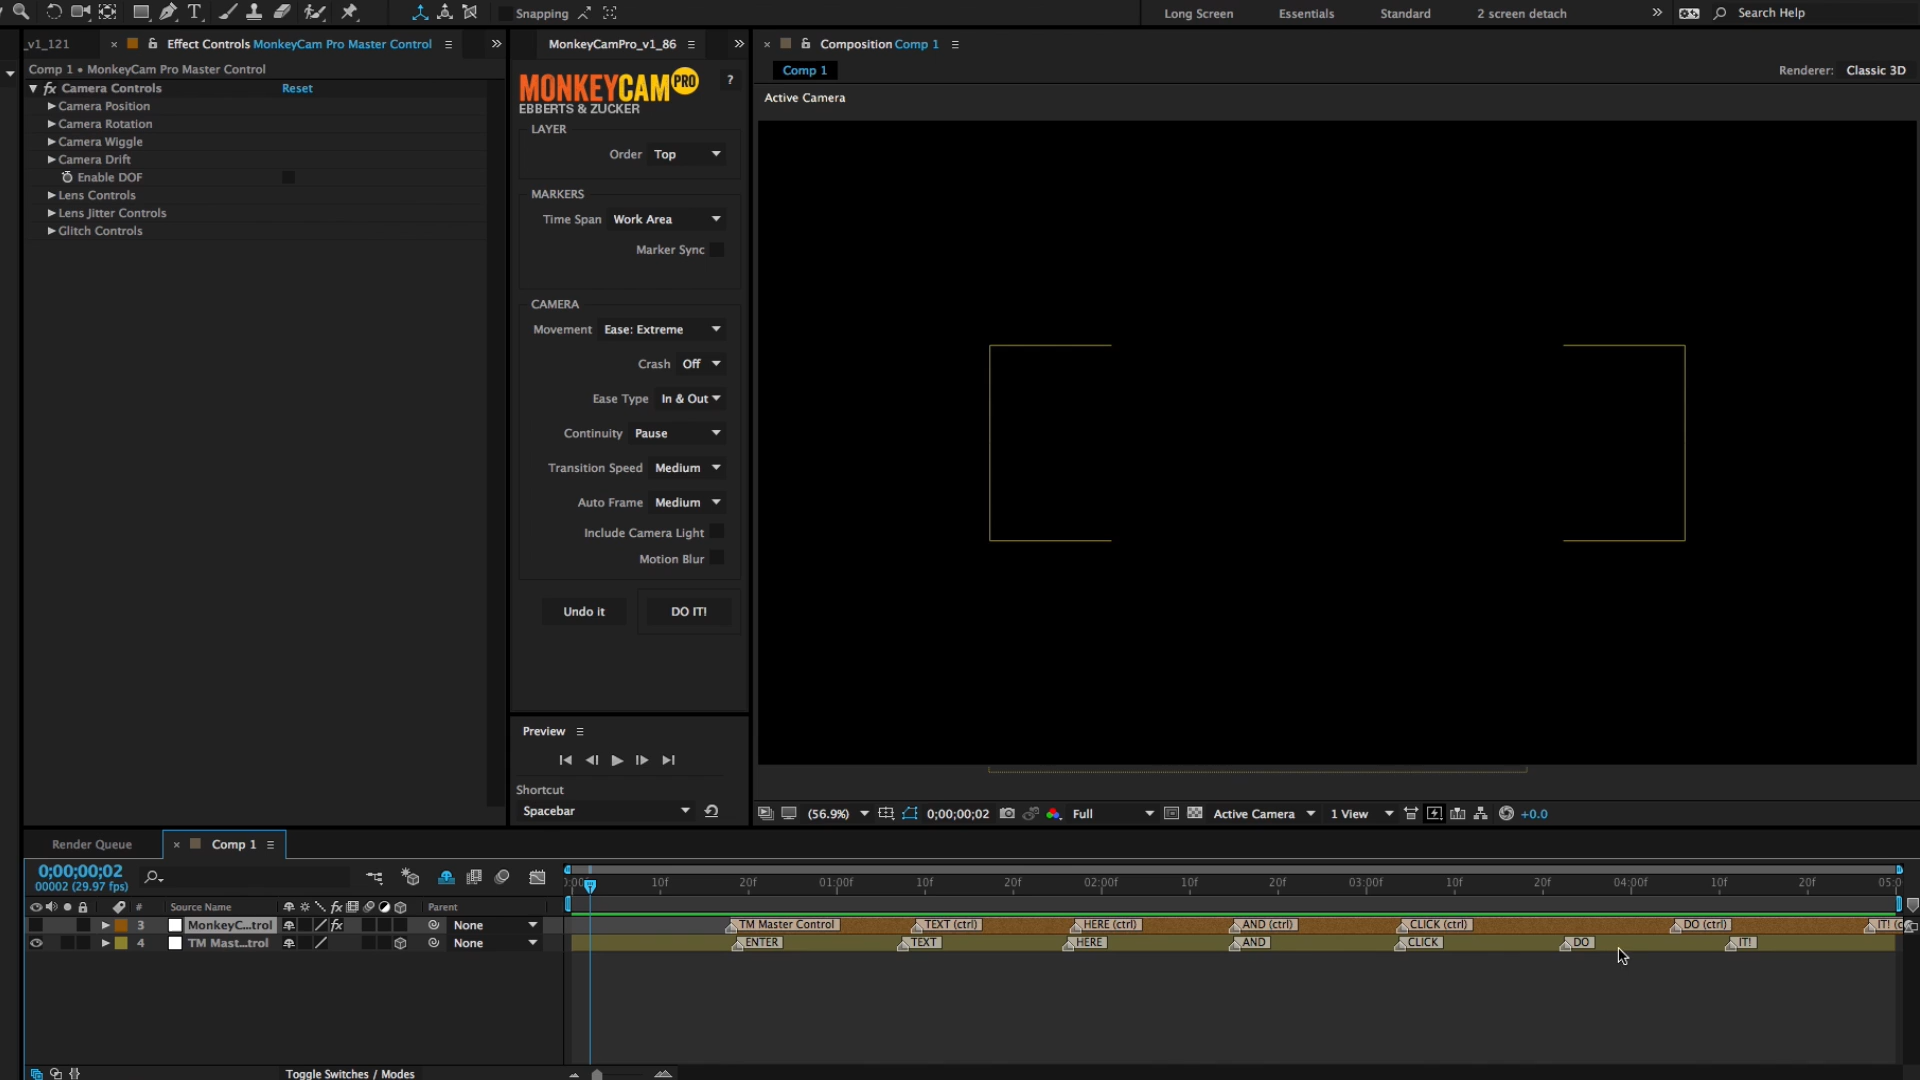 Snapping
Long Screen
Essentials
Standard
2 screen detach
Search Help
_v1_121
Effect Controls MonkeyCam Pro Master Control
Comp 1 • MonkeyCam Pro Master Control
fx Camera Controls
Reset
Camera Position
Camera Rotation
Camera Wiggle
Camera Drift
Enable DOF
Lens Controls
Lens Jitter Controls
Glitch Controls
MonkeyCamPro_v1_86
MONKEYCAM PRO
EBBERTS & ZUCKER
?
LAYER
Order Top
MARKERS
Time Span Work Area
Marker Sync
CAMERA
Movement Ease: Extreme
Crash Off
Ease Type In & Out
Continuity Pause
Transition Speed Medium
Auto Frame Medium
Include Camera Light
Motion Blur
Undo it
DO IT!
Preview
Shortcut
Spacebar
Composition Comp 1
Comp 1
Renderer: Classic 3D
Active Camera
(56.9%)
0;00;00;02
Full
Active Camera
1 View
+0.0
Render Queue
Comp 1
0;00;00;02
00002 (29.97 fps)
# Source Name
Parent
:00 10f 20f 01:00f 10f 20f 02:00f 10f 20f 03:00f 10f 20f 04:00f 10f 20f 05:0
3 MonkeyC...trol fx None
TM Master Control TEXT (ctrl) HERE (ctrl) AND (ctrl) CLICK (ctrl) DO (ctrl) IT! (c
4 TM Mast...trol None
ENTER TEXT HERE AND CLICK DO IT!
Toggle Switches / Modes